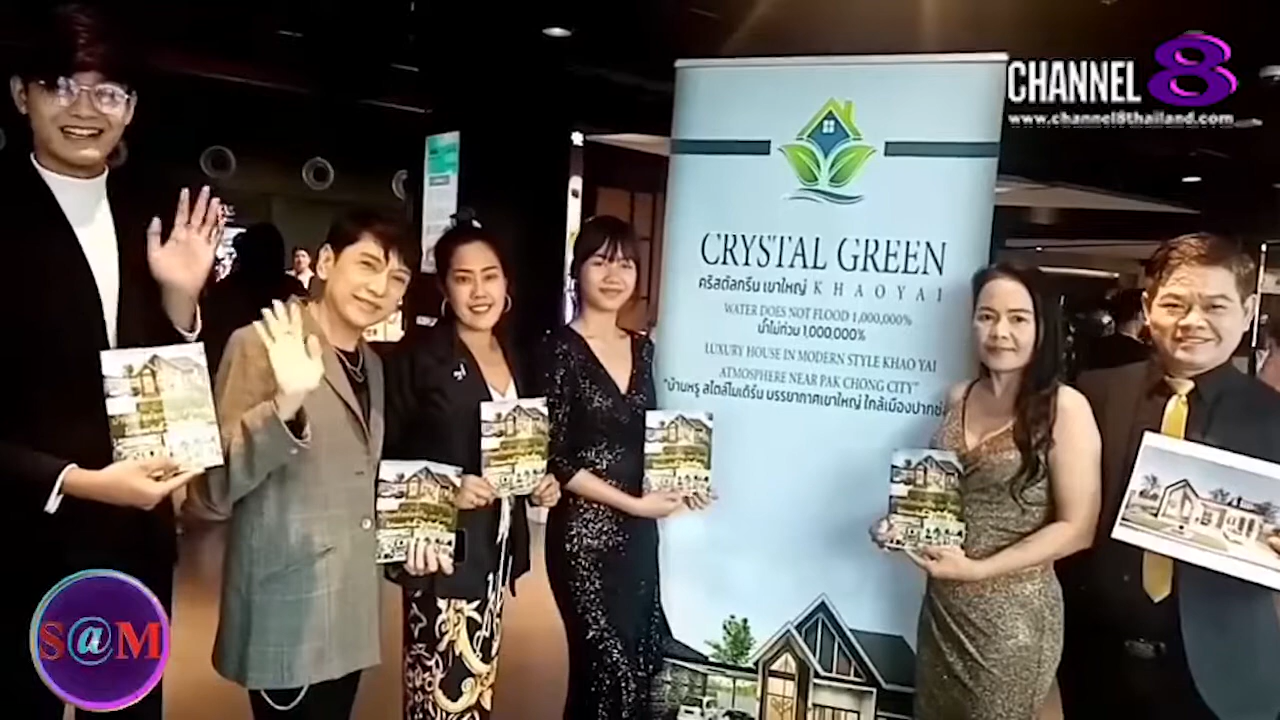 CHANNEL 8
www.channel8thailand.com
CRYSTAL GREEN
คริสตัลกรีน เขาใหญ่ KHAOYAI
WATER DOES NOT FLOOD 1,000,000%
น้ำไม่ท่วม 1,000,000%
LUXURY HOUSE IN MODERN STYLE KHAO YAI
ATMOSPHERE NEAR PAK CHONG CITY"
"บ้านหรู สไตล์โมเดิร์น บรรยากาศเขาใหญ่ ใกล้เมืองปากช่อ
S@M